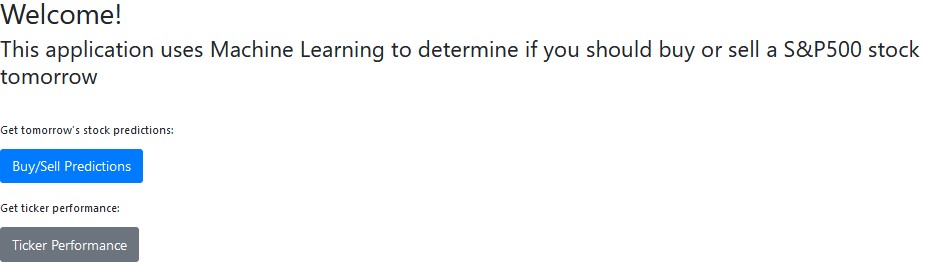 Welcome!
This application uses Machine Learning to determine if you should buy or sell a S&P500 stock
tomorrow
Get tomorrow's stock predictions:
Buy/Sell Predictions
Get ticker performance:
Ticker Performance